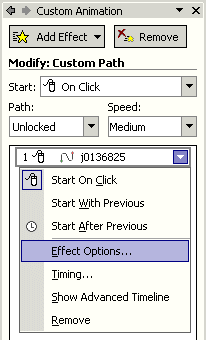 Custom Animation
Add Effect Remove
Modify: Custom Path
Start: On Click
Path: Speed:
Unlocked Medium
1 j0136825
Start On Click
Start With Previous
Start After Previous
Effect Options...
Timing...
Show Advanced Timeline
Remove